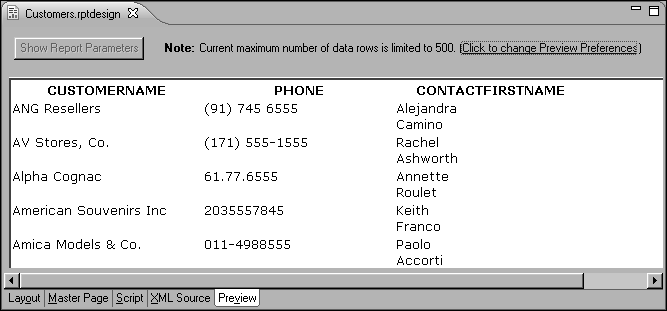 Customers.rptdesign
Show Report Parameters Note: Current maximum number of data rows is limited to 500. (Click to change Preview Preferences)
CUSTOMERNAME PHONE CONTACTFIRSTNAME
ANG Resellers (91) 745 6555 Alejandra
Camino
AV Stores, Co. (171) 555-1555 Rachel
Ashworth
Alpha Cognac 61.77.6555 Annette
Roulet
American Souvenirs Inc 2035557845 Keith
Franco
Amica Models & Co. 011-4988555 Paolo
Accorti
Layout Master Page Script XML Source Preview